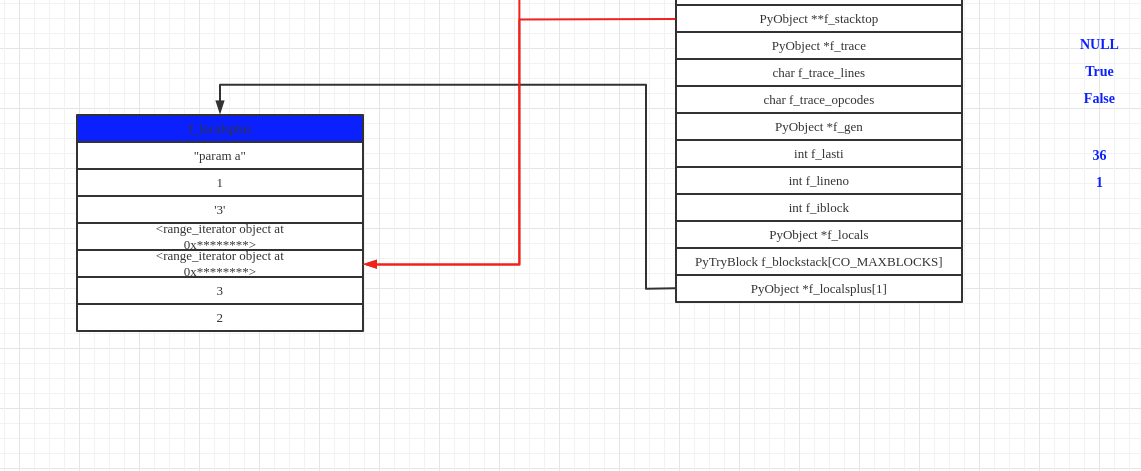 PyObject **f_stacktop
PyObject *f_trace
NULL
char f_trace_lines
True
char f_trace_opcodes
False
PyObject *f_gen
int f_lasti
36
int f_lineno
1
int f_iblock
PyObject *f_locals
PyTryBlock f_blockstack[CO_MAXBLOCKS]
PyObject *f_localsplus[1]
f_localsplus
"param a"
1
'3'
<range_iterator object at
0x********>
<range_iterator object at
0x********>
3
2